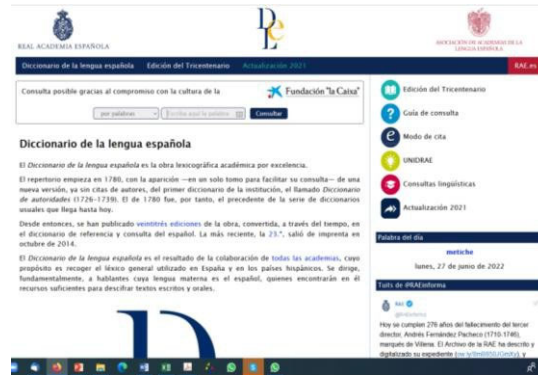 REAL ACADEMIA ESPAÑOLA
ASOCIACIÓN DE ACADEMIAS DE LA
LENGUA ESPAÑOLA
Diccionario de la lengua española Edición del Tricentenario Actualización 2021 RAE.es
Consulta posible gracias al compromiso con la cultura de la Fundación "la Caixa"
por palabras Escriba aquí la palabra Consultar
Diccionario de la lengua española
El Diccionario de la lengua española es la obra lexicográfica académica por excelencia.
El repertorio empieza en 1780, con la aparición —en un solo tomo para facilitar su consulta— de una
nueva versión, ya sin citas de autores, del primer diccionario de la institución, el llamado Diccionario
de autoridades (1726-1739). El de 1780 fue, por tanto, el precedente de la serie de diccionarios
usuales que llega hasta hoy.
Desde entonces, se han publicado veintitrés ediciones de la obra, convertida, a través del tiempo, en
el diccionario de referencia y consulta del español. La más reciente, la 23.ª, salió de imprenta en
octubre de 2014.
El Diccionario de la lengua española es el resultado de la colaboración de todas las academias, cuyo
propósito es recoger el léxico general utilizado en España y en los países hispánicos. Se dirige,
fundamentalmente, a hablantes cuya lengua materna es el español, quienes encontrarán en él
recursos suficientes para descifrar textos escritos y orales.
Edición del Tricentenario
Guía de consulta
Modo de cita
UNIDRAE
Consultas lingüísticas
Actualización 2021
Palabra del día
metiche
lunes, 27 de junio de 2022
Tuits de @RAEinforma
RAE
@RAEinforma
Hoy se cumplen 276 años del fallecimiento del tercer
director, Andrés Fernández Pacheco (1710-1746),
marqués de Villena. El Archivo de la RAE ha descrito y
digitalizado su expediente